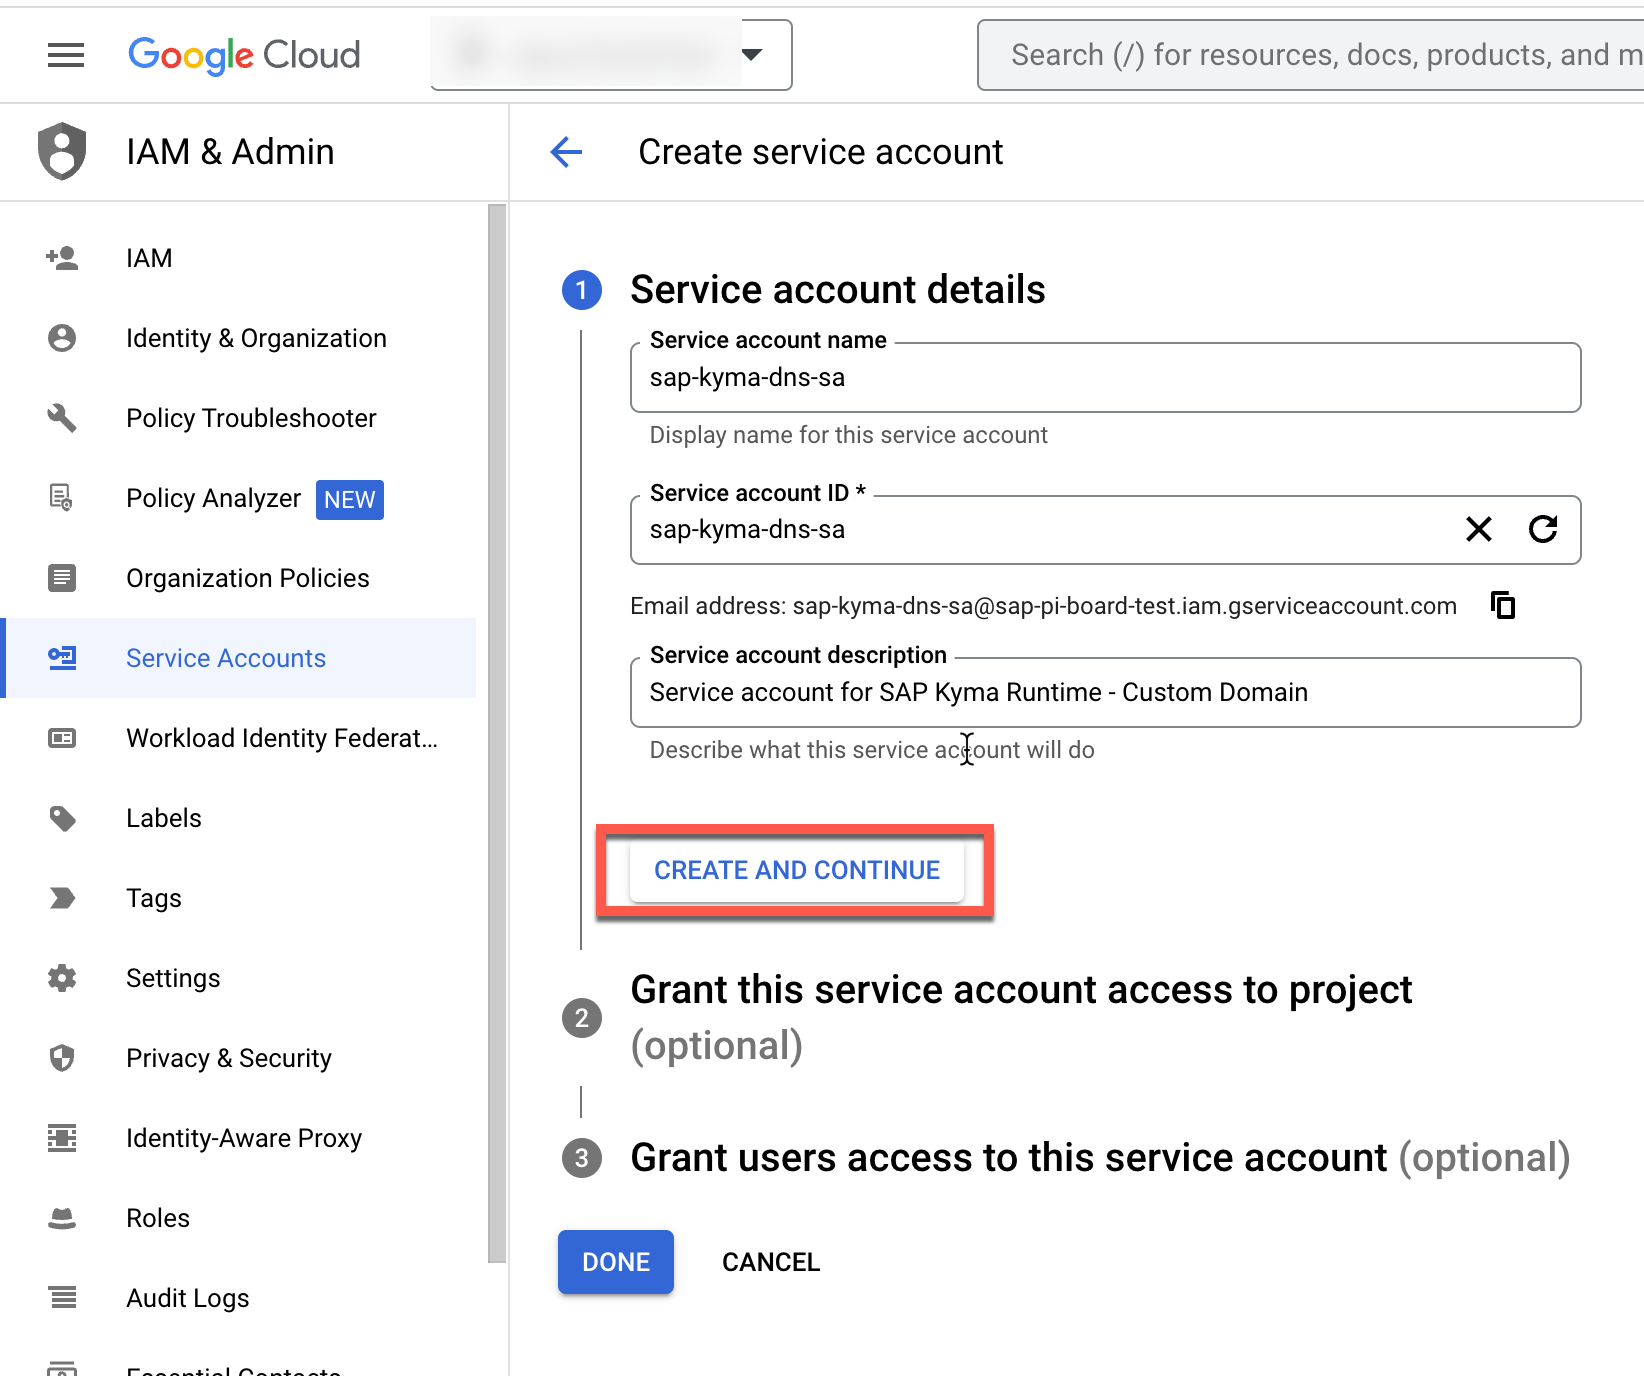 Google Cloud
Search (/) for resources, docs, products, and m
IAM & Admin
Create service account
IAM
Identity & Organization
Policy Troubleshooter
Policy Analyzer NEW
Organization Policies
Service Accounts
Workload Identity Federat...
Labels
Tags
Settings
Privacy & Security
Identity-Aware Proxy
Roles
Audit Logs
Essential Contacts
1 Service account details
Service account name
sap-kyma-dns-sa
Display name for this service account
Service account ID *
sap-kyma-dns-sa
Email address: sap-kyma-dns-sa@sap-pi-board-test.iam.gserviceaccount.com
Service account description
Service account for SAP Kyma Runtime - Custom Domain
Describe what this service account will do
CREATE AND CONTINUE
2 Grant this service account access to project
(optional)
3 Grant users access to this service account (optional)
DONE CANCEL